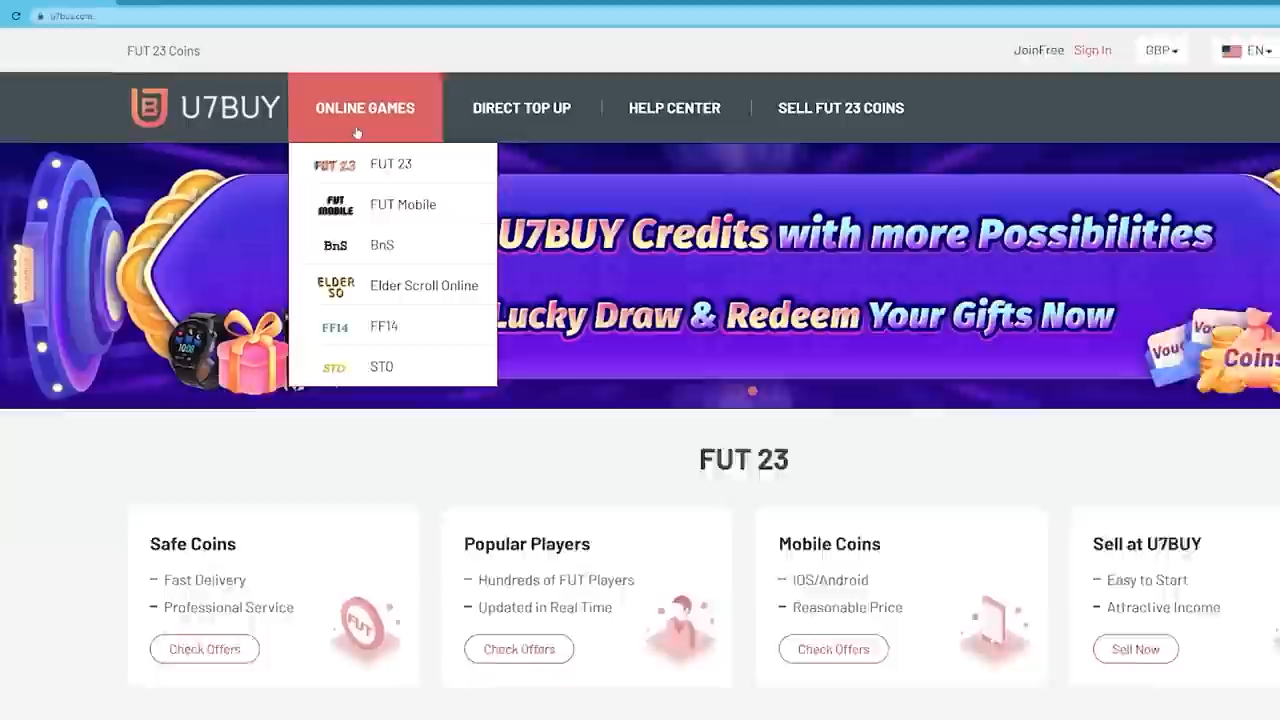 u7buy.com
FUT 23 Coins
JoinFree Sign In GBP EN
U7BUY ONLINE GAMES DIRECT TOP UP HELP CENTER SELL FUT 23 COINS
FUT 23 FUT 23
FUT MOBILE FUT Mobile
BnS BnS
ELDER SO Elder Scroll Online
FF14 FF14
STO STO
U7BUY Credits with more Possibilities
Lucky Draw & Redeem Your Gifts Now
Coins
FUT 23
Safe Coins
– Fast Delivery
– Professional Service
FUT
Check Offers
Popular Players
– Hundreds of FUT Players
– Updated in Real Time
Check Offers
Mobile Coins
– IOS/Android
– Reasonable Price
Check Offers
Sell at U7BUY
– Easy to Start
– Attractive Income
Sell Now